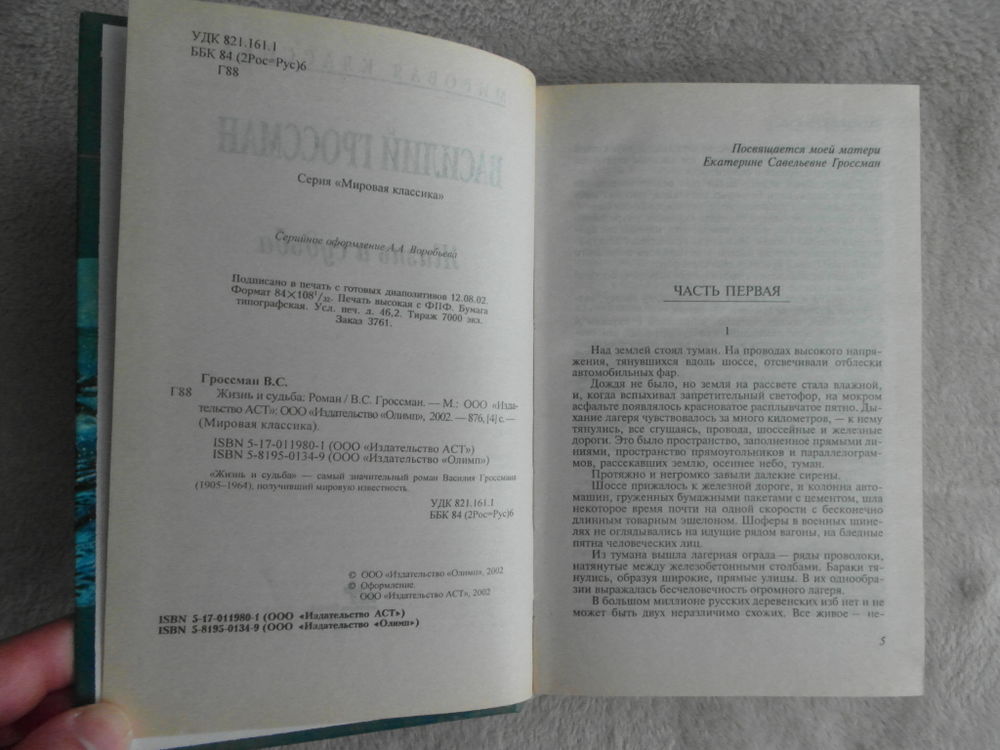 УДК 821.161.1
ББК 84 (2Рос=Рус)6
Г88
МИРОВАЯ КЛАСС
ВАСИЛИЙ ГРОССМАН
Серия «Мировая классика»
Жизнь и судьба
Серийное оформление А.А. Воробьева
Подписано в печать с готовых диапозитивов 12.08.02.
Формат 84×108¹/₃₂. Печать высокая с ФПФ. Бумага
типографская. Усл. печ. л. 46,2. Тираж 7000 экз.
Заказ 3761.
Гроссман В.С.
Г88 Жизнь и судьба: Роман / В.С. Гроссман. — М.: ООО «Изда-
тельство АСТ»: ООО «Издательство «Олимп», 2002. — 876, [4] с.—
(Мировая классика).
ISBN 5-17-011980-1 (ООО «Издательство АСТ»)
ISBN 5-8195-0134-9 (ООО «Издательство «Олимп»)
«Жизнь и судьба» — самый значительный роман Василия Гроссмана
(1905–1964), получивший мировую известность.
УДК 821.161.1
ББК 84 (2Рос=Рус)6
© ООО «Издательство «Олимп», 2002
© Оформление.
ООО «Издательство АСТ», 2002
ISBN 5-17-011980-1 (ООО «Издательство АСТ»)
ISBN 5-8195-0134-9 (ООО «Издательство «Олимп»)
Посвящается моей матери
Екатерине Савельевне Гроссман
ЧАСТЬ ПЕРВАЯ
1
Над землей стоял туман. На проводах высокого напря-
жения, тянувшихся вдоль шоссе, отсвечивали отблески
автомобильных фар.
Дождя не было, но земля на рассвете стала влажной,
и, когда вспыхивал запретительный светофор, на мокром
асфальте появлялось красноватое расплывчатое пятно. Ды-
хание лагеря чувствовалось за много километров, — к нему
тянулись, все сгущаясь, провода, шоссейные и железные
дороги. Это было пространство, заполненное прямыми ли-
ниями, пространство прямоугольников и параллелограм-
мов, рассекавших землю, осеннее небо, туман.
Протяжно и негромко завыли далекие сирены.
Шоссе прижалось к железной дороге, и колонна авто-
машин, груженных бумажными пакетами с цементом, шла
некоторое время почти на одной скорости с бесконечно
длинным товарным эшелоном. Шоферы в военных шине-
лях не оглядывались на идущие рядом вагоны, на бледные
пятна человеческих лиц.
Из тумана вышла лагерная ограда — ряды проволоки,
натянутые между железобетонными столбами. Бараки тя-
нулись, образуя широкие, прямые улицы. В их однообра-
зии выражалась бесчеловечность огромного лагеря.
В большом миллионе русских деревенских изб нет и не
может быть двух неразличимо схожих. Все живое — не-
5